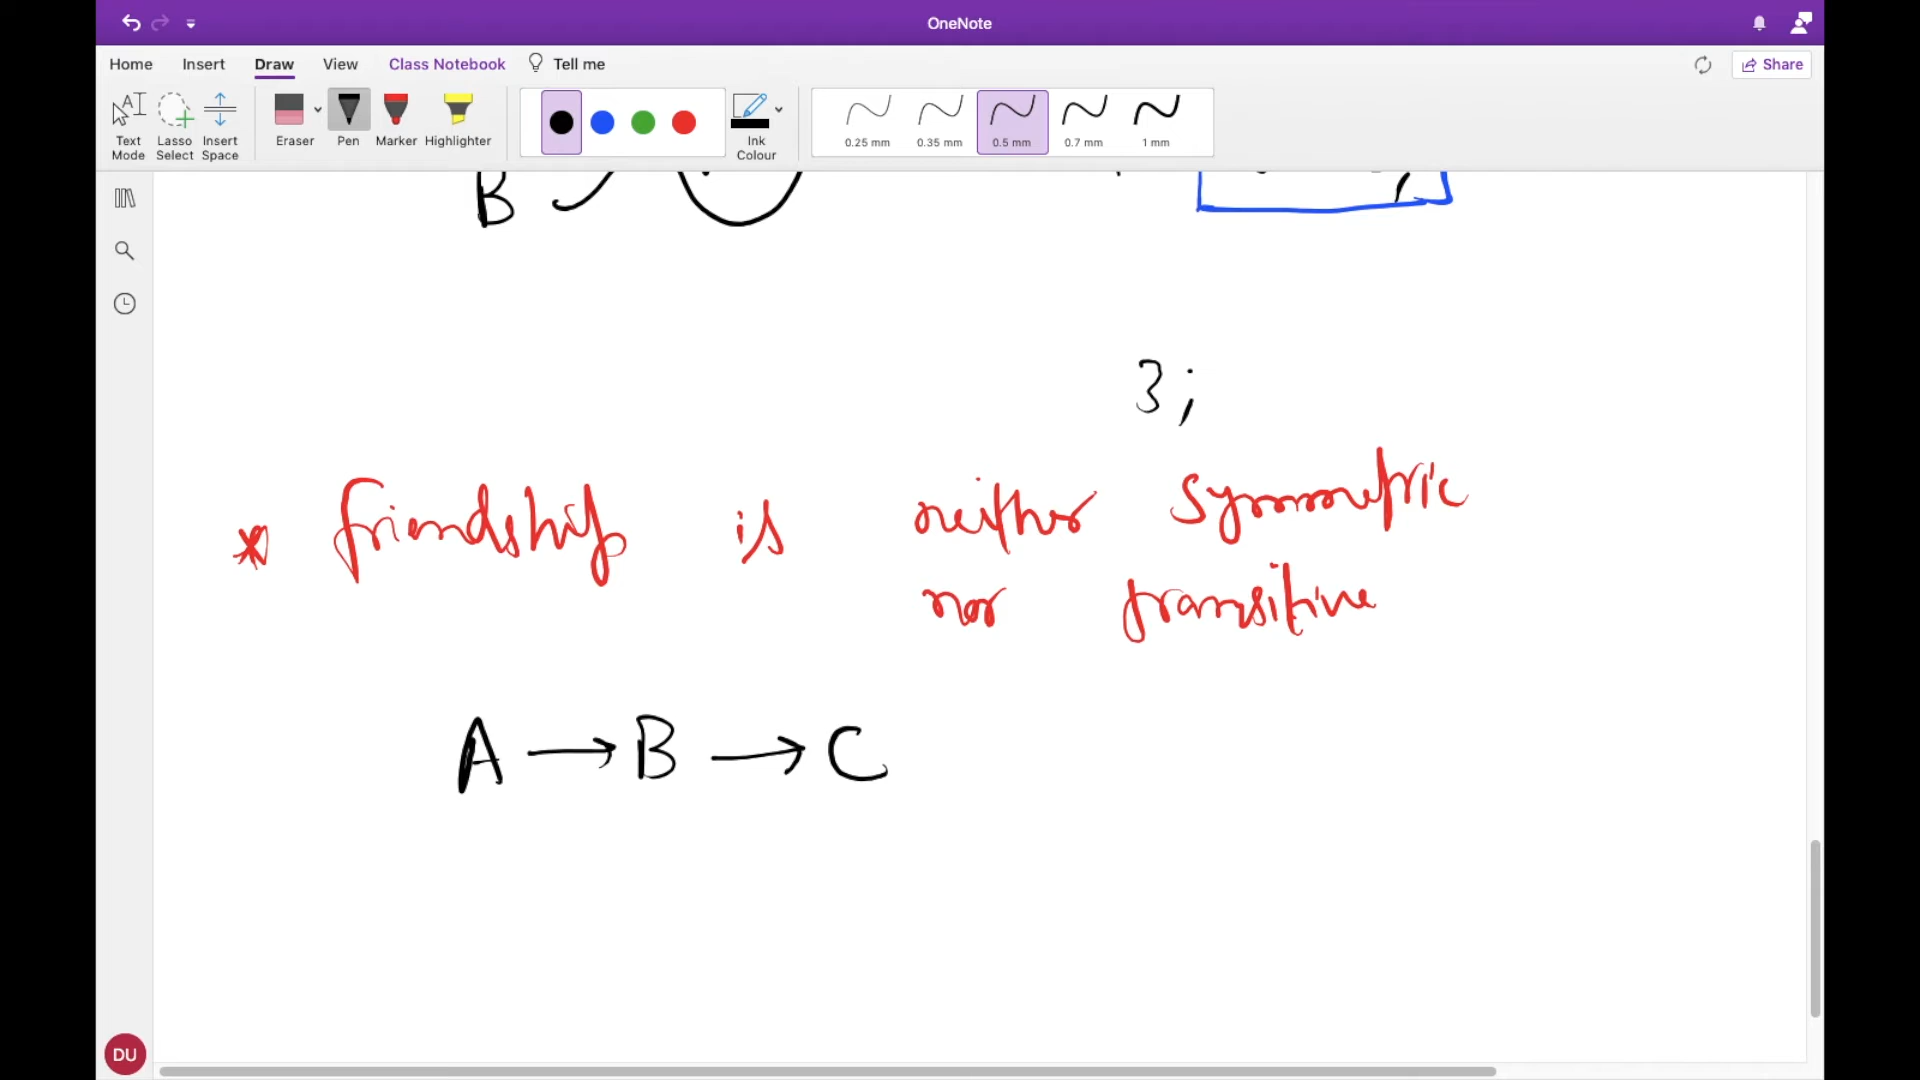 OneNote
Home Insert Draw View Class Notebook Tell me Share
Text Mode Lasso Select Insert Space Eraser Pen Marker Highlighter Ink Colour 0.25 mm 0.35 mm 0.5 mm 0.7 mm 1 mm
B
};
* friendship is neither symmetric
nor transitive
A → B → C
DU